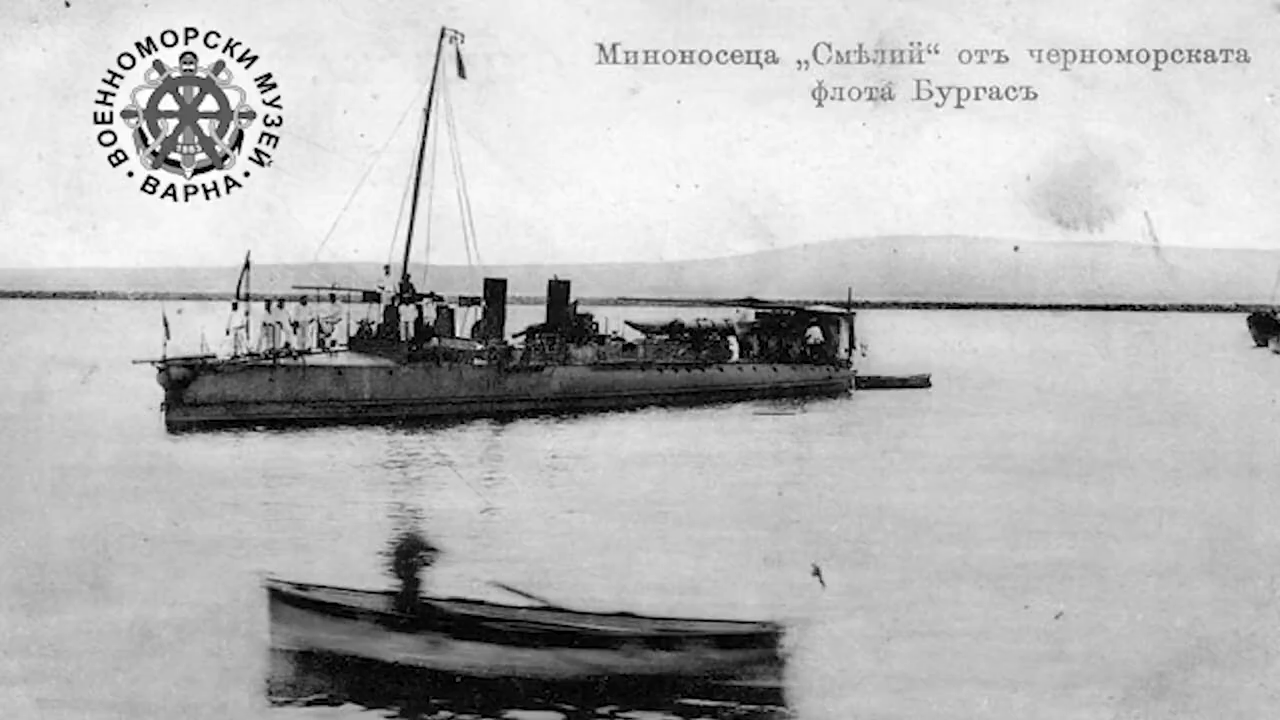 ВОЕННОМОРСКИ МУЗЕЙ
• ВАРНА •
Миноносеца „Смѣлий“ отъ черноморската
флота Бургасъ